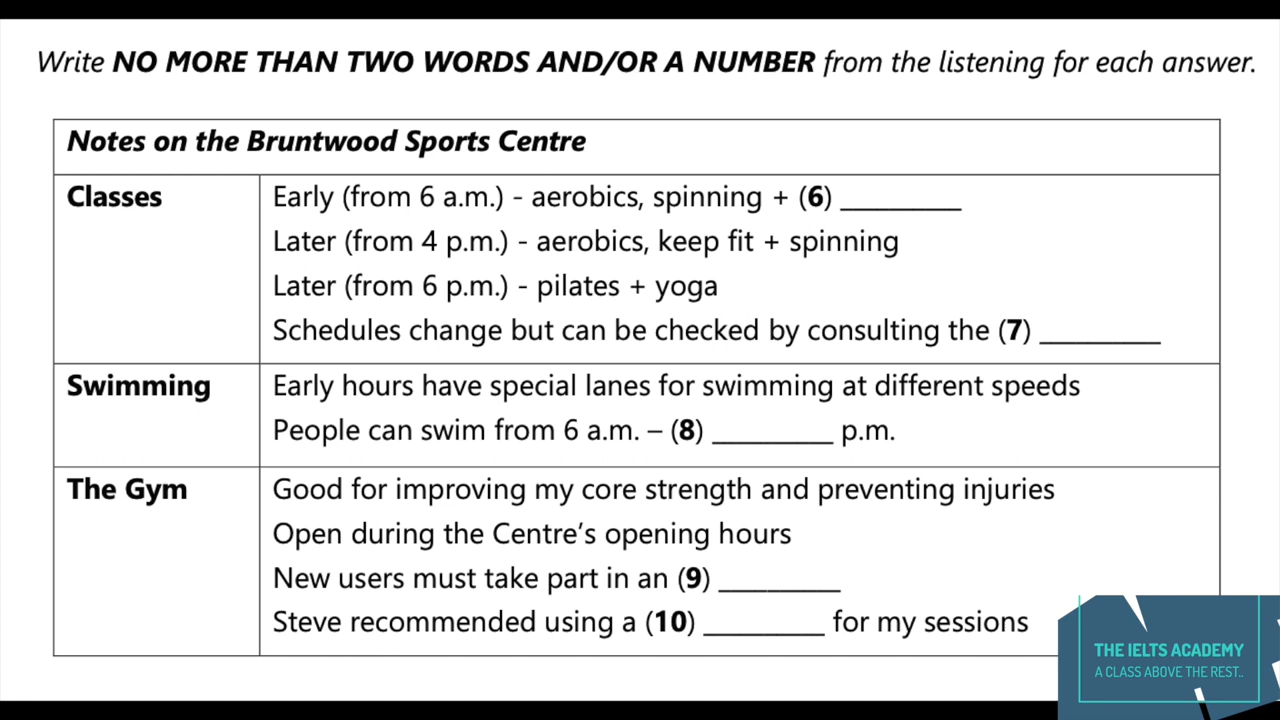 Write NO MORE THAN TWO WORDS AND/OR A NUMBER from the listening for each answer.
Notes on the Bruntwood Sports Centre
Classes
Early (from 6 a.m.) - aerobics, spinning + (6) _________
Later (from 4 p.m.) - aerobics, keep fit + spinning
Later (from 6 p.m.) - pilates + yoga
Schedules change but can be checked by consulting the (7) _________
Swimming
Early hours have special lanes for swimming at different speeds
People can swim from 6 a.m. – (8) _________ p.m.
The Gym
Good for improving my core strength and preventing injuries
Open during the Centre’s opening hours
New users must take part in an (9) _________
Steve recommended using a (10) _________ for my sessions
THE IELTS ACADEMY
A CLASS ABOVE THE REST..